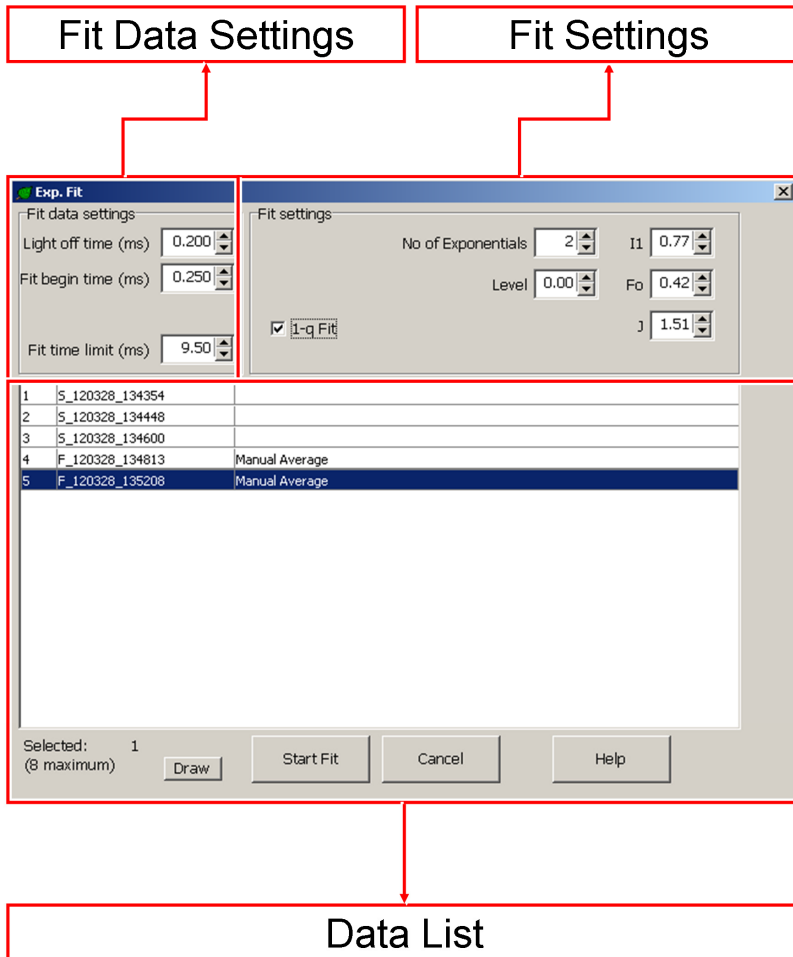 Fit Data Settings
Fit Settings
Exp. Fit
Fit data settings
Light off time (ms) 0.200
Fit begin time (ms) 0.250
Fit time limit (ms) 9.50
Fit settings
No of Exponentials 2 I1 0.77
Level 0.00 Fo 0.42
1-q Fit J 1.51
1 S_120328_134354
2 S_120328_134448
3 S_120328_134600
4 F_120328_134813 Manual Average
5 F_120328_135208 Manual Average
Selected: 1
(8 maximum)
Draw
Start Fit
Cancel
Help
Data List